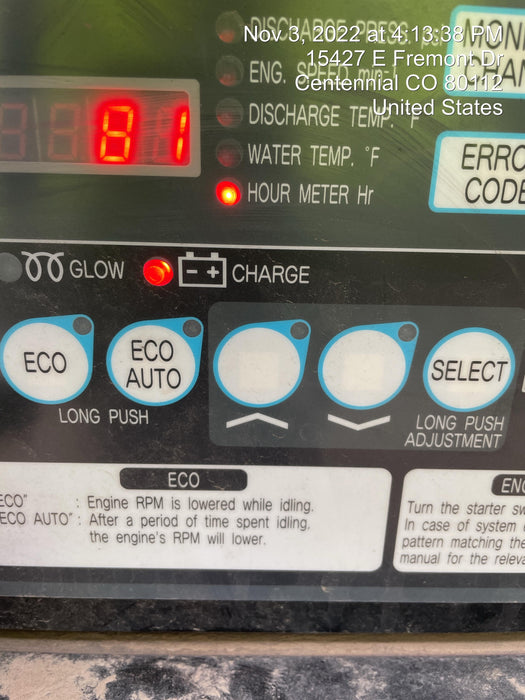 Nov 3, 2022 at 4:13:38 PM
15427 E Fremont Dr
Centennial CO 80112
United States
DISCHARGE PRESS. psi
ENG. SPEED min-1
DISCHARGE TEMP. °F
WATER TEMP. °F
HOUR METER Hr
81
MONI
ERRO
CODE
GLOW
- +
CHARGE
ECO
ECO
AUTO
SELECT
LONG PUSH
LONG PUSH
ADJUSTMENT
ECO
ECO" : Engine RPM is lowered while idling.
ECO AUTO" : After a period of time spent idling,
the engine's RPM will lower.
ENG
Turn the starter sw
In case of system
pattern matching the
manual for the releva